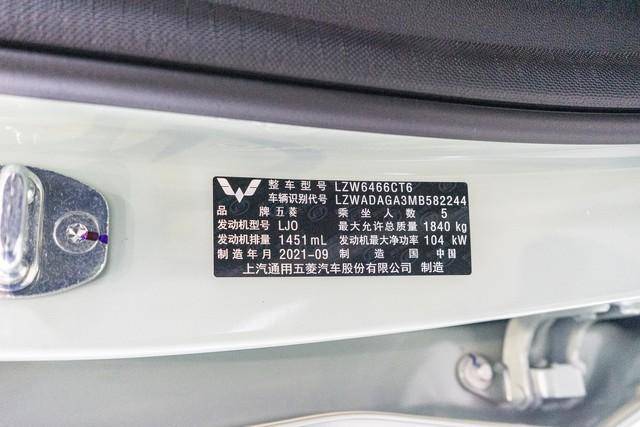 整车型号 LZW6466CT6
车辆识别代号 LZWADAGA3MB582244
品牌 五菱 乘坐人数 5
发动机型号 LJO 最大允许总质量 1840 kg
发动机排量 1451 mL 发动机最大净功率 104 kW
制造年月 2021-09 制造国 中国
上汽通用五菱汽车股份有限公司 制造